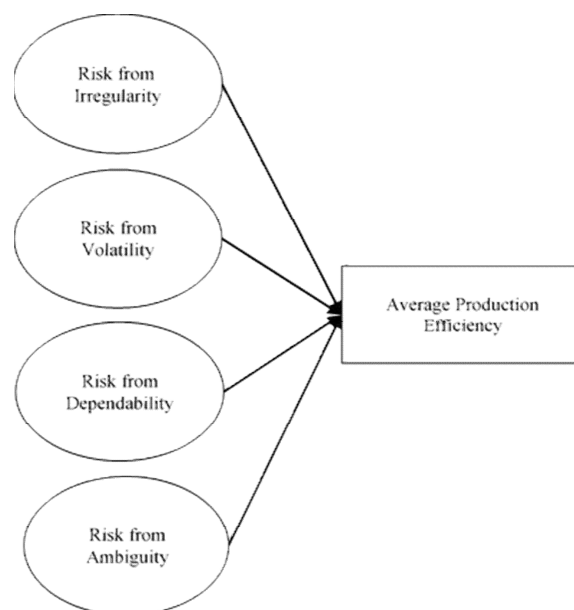 Risk from
Irregularity
Risk from
Volatility
Average Production
Efficiency
Risk from
Dependability
Risk from
Ambiguity